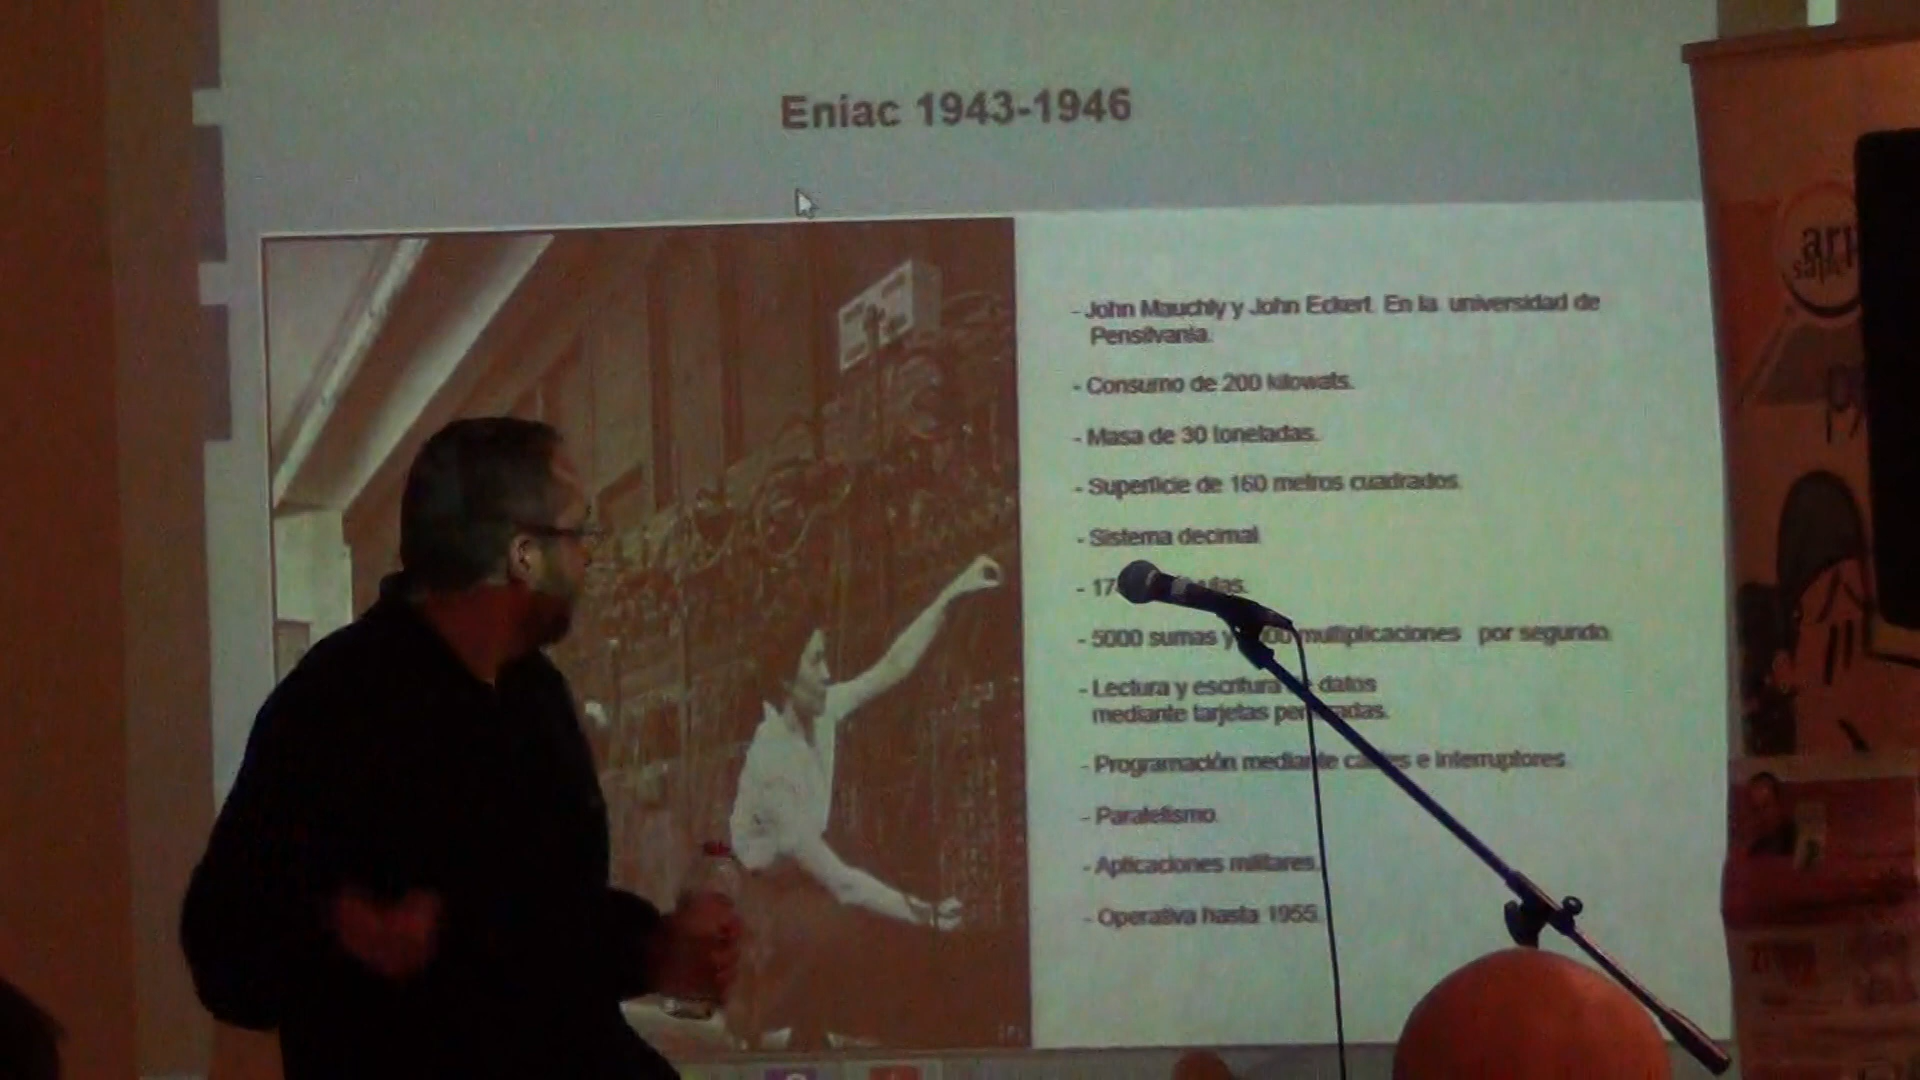 Eniac 1943-1946
- John Mauchly y John Eckert. En la universidad de
Pensilvania.
- Consumo de 200 kilowats.
- Masa de 30 toneladas.
- Superficie de 160 metros cuadrados.
- Sistema decimal
- 17
- 5000 sumas y multiplicaciones por segundo
- Lectura y escritura datos
mediante tarjetas
- Programación mediante e interruptores
- Paralelismo.
- Aplicaciones militares.
- Operativa hasta 1955.